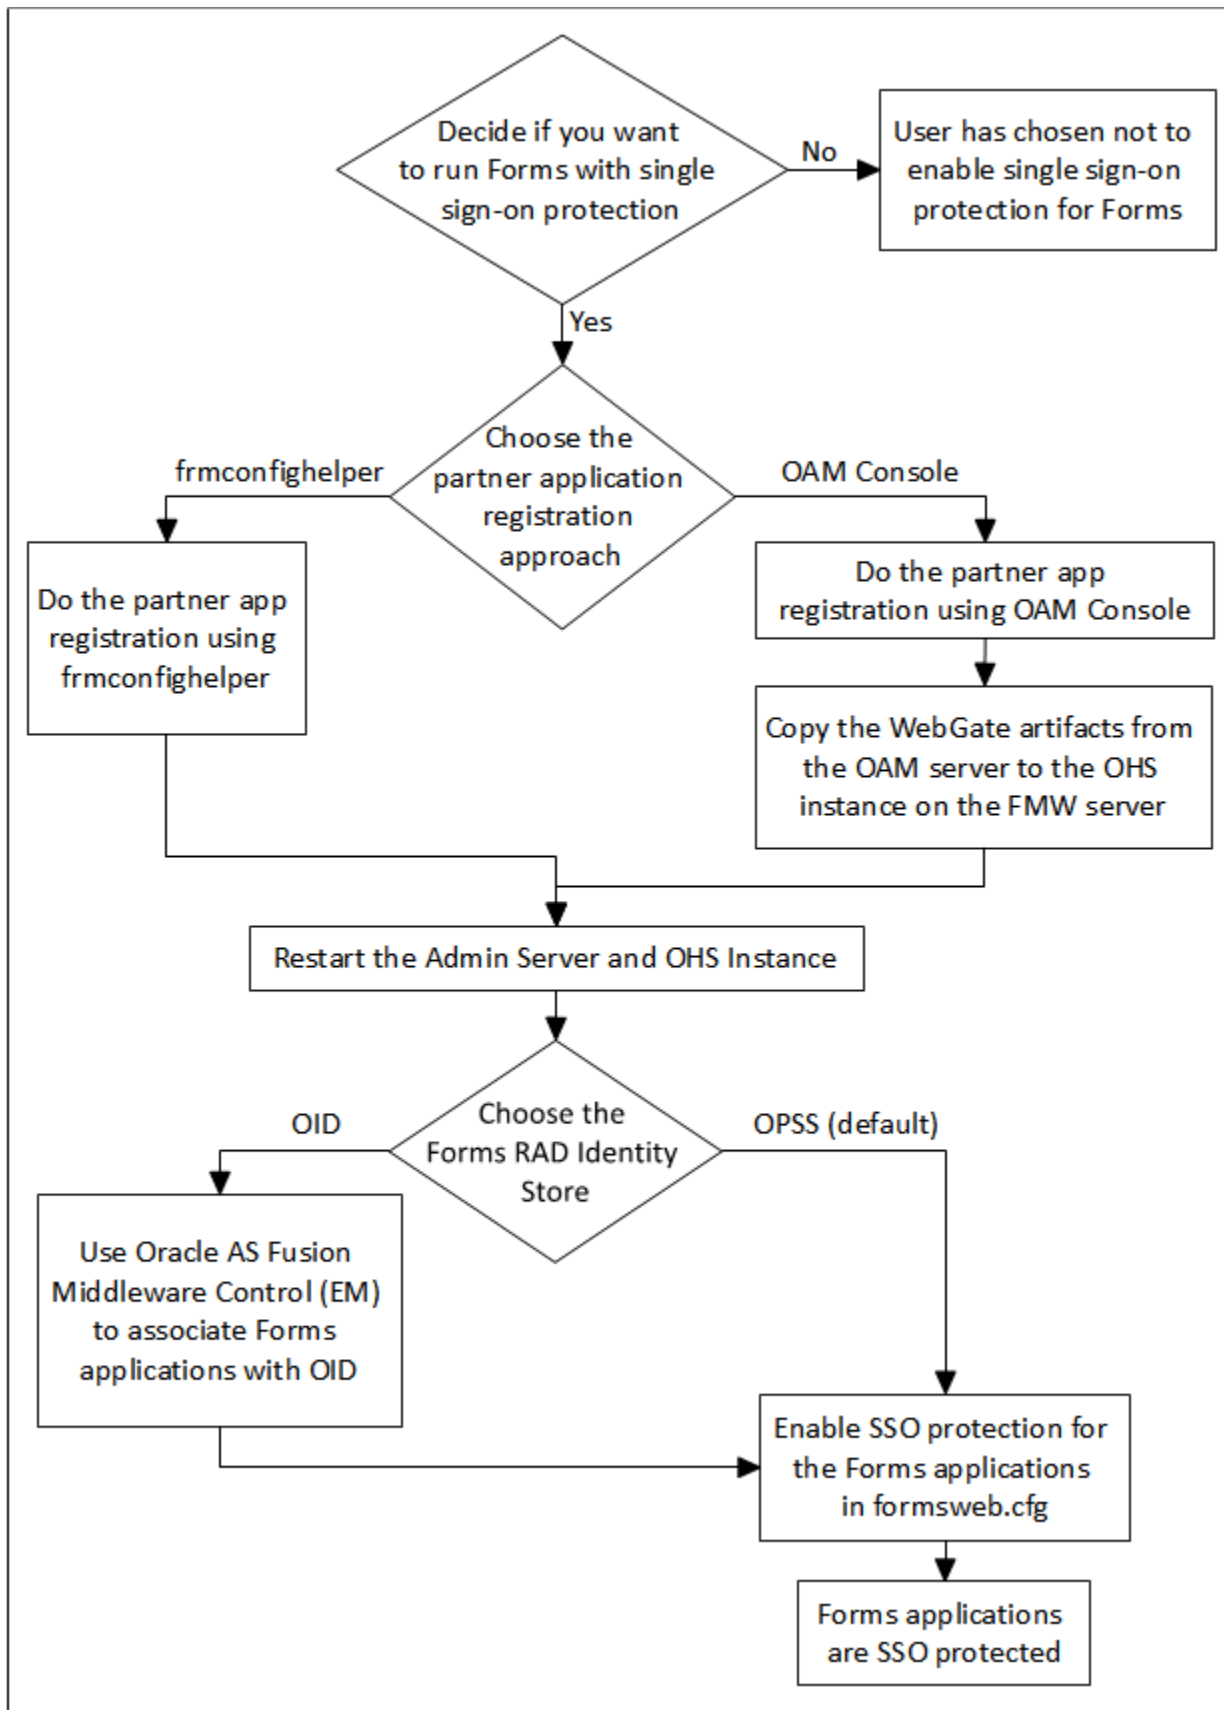 Decide if you want
to run Forms with single
sign-on protection
No
User has chosen not to
enable single sign-on
protection for Forms
Yes
Choose the
partner application
registration
approach
frmconfighelper
OAM Console
Do the partner app
registration using
frmconfighelper
Do the partner app
registration using OAM Console
Copy the WebGate artifacts from
the OAM server to the OHS
instance on the FMW server
Restart the Admin Server and OHS Instance
Choose the
Forms RAD Identity
Store
OID
OPSS (default)
Use Oracle AS Fusion
Middleware Control (EM)
to associate Forms
applications with OID
Enable SSO protection for
the Forms applications
in formsweb.cfg
Forms applications
are SSO protected